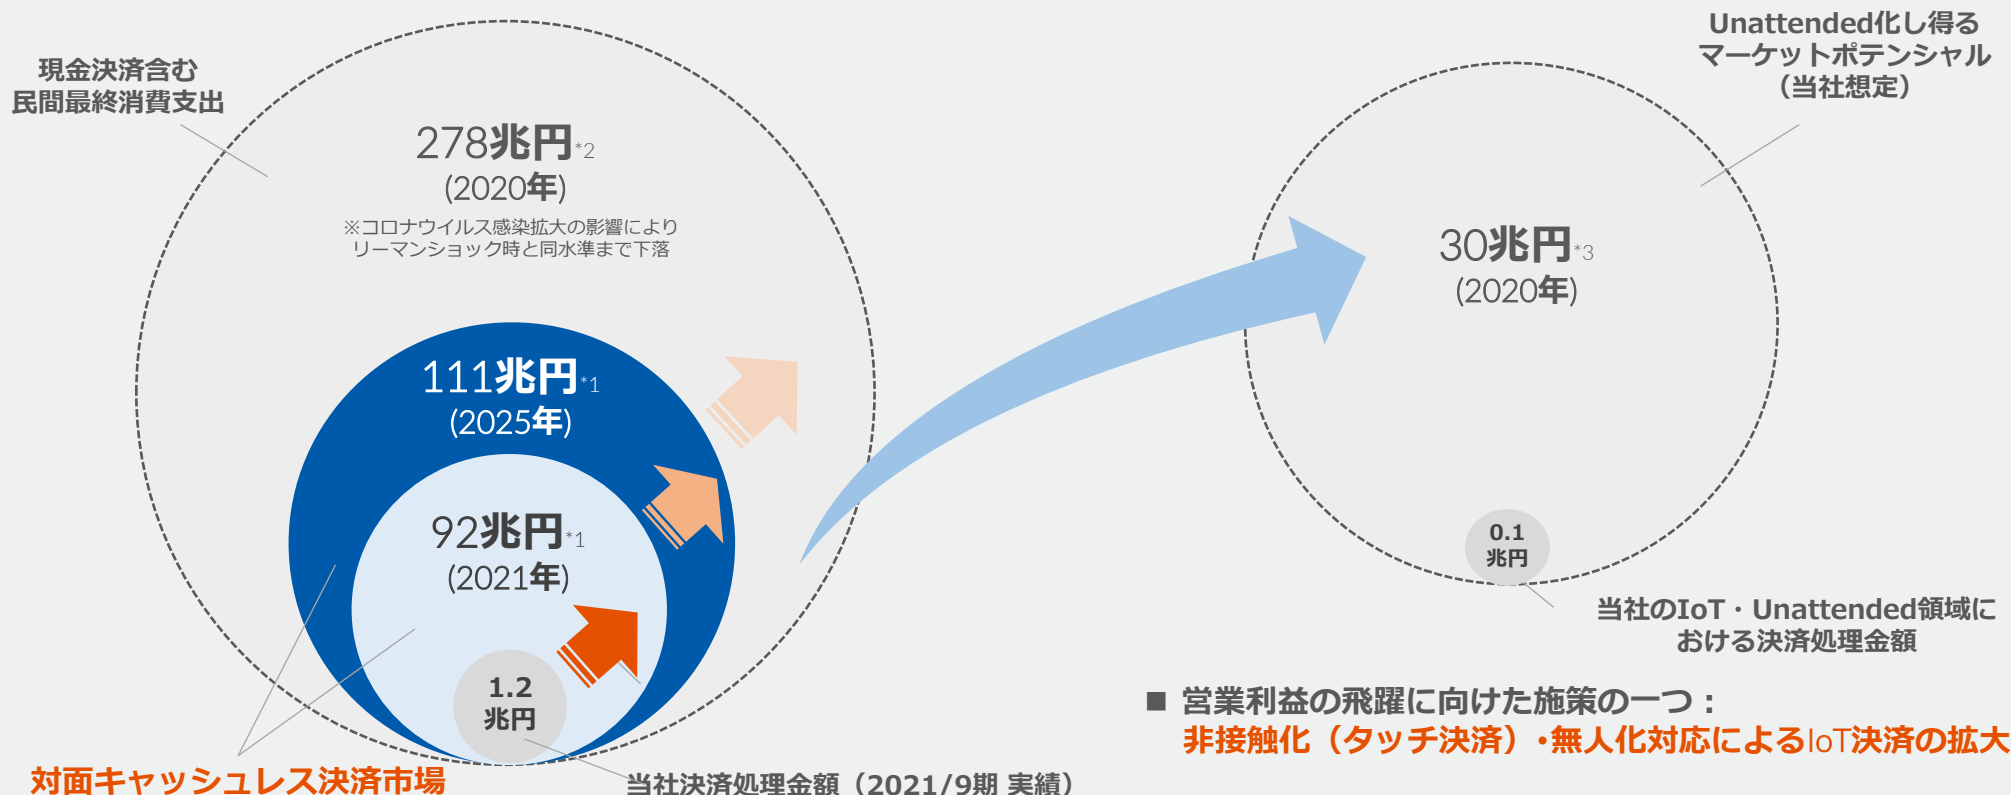 現金決済含む
民間最終消費支出
278兆円*2
(2020年)
※コロナウイルス感染拡大の影響により
リーマンショック時と同水準まで下落
111兆円*1
(2025年)
92兆円*1
(2021年)
1.2
兆円
対面キャッシュレス決済市場
当社決済処理金額（2021/9期 実績）
Unattended化し得る
マーケットポテンシャル
（当社想定）
30兆円*3
(2020年)
0.1
兆円
当社のIoT・Unattended領域に
おける決済処理金額
■ 営業利益の飛躍に向けた施策の一つ：
非接触化（タッチ決済）・無人化対応によるIoT決済の拡大